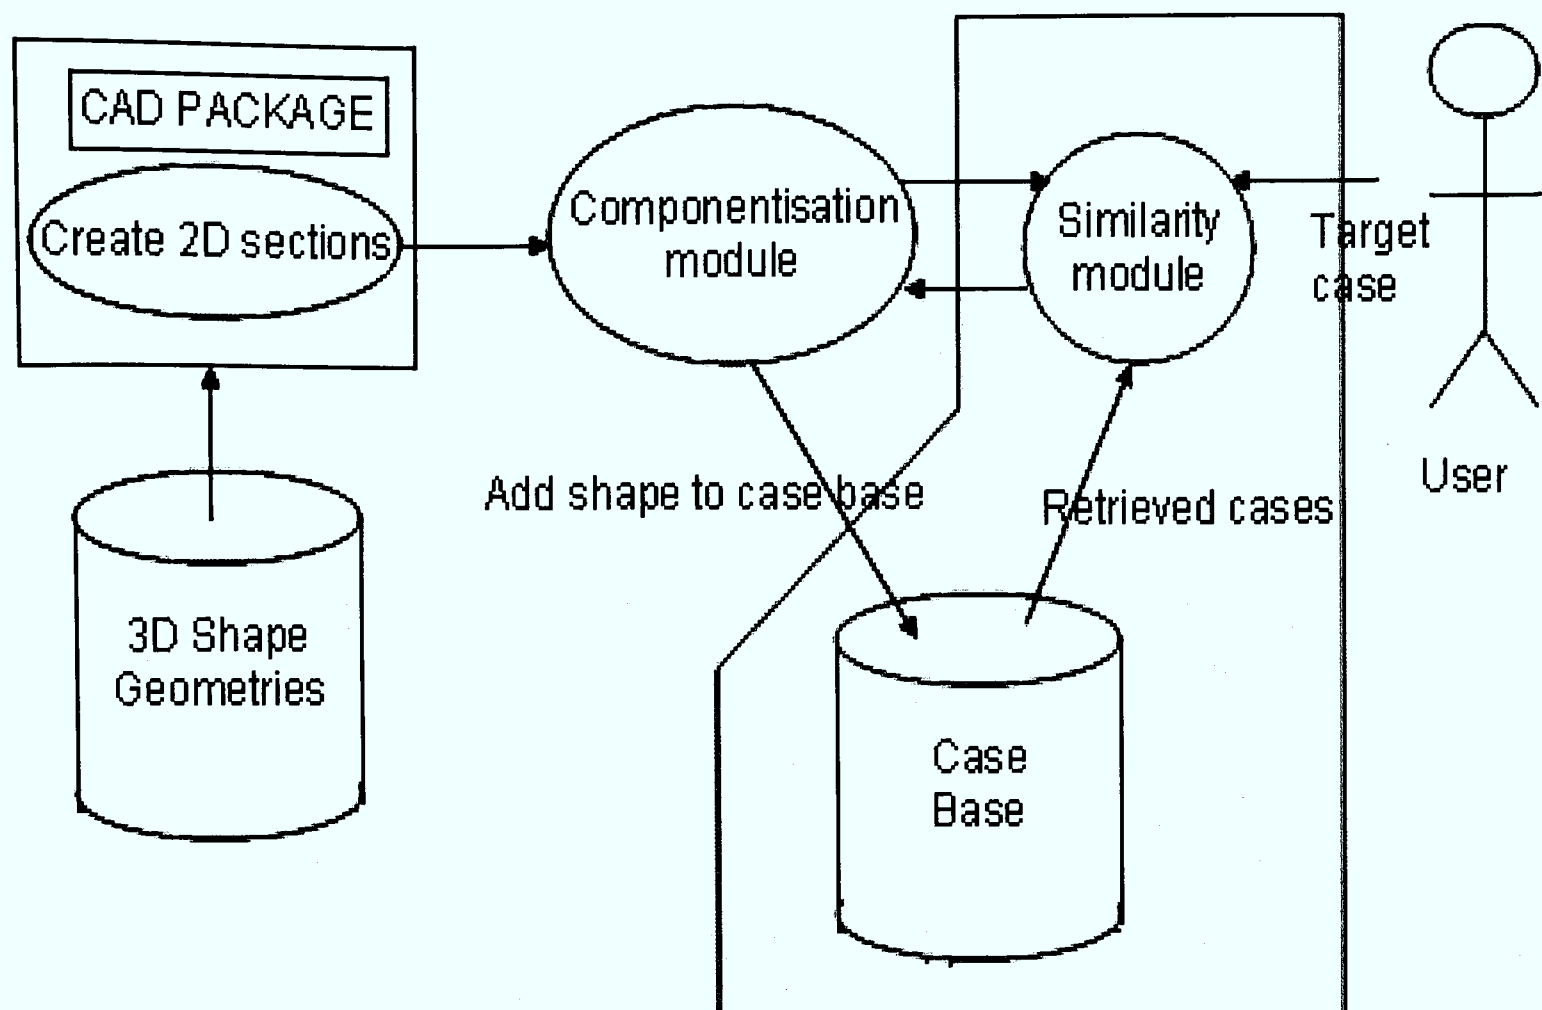 CAD PACKAGE
Create 2D sections
Componentisation
module
Similarity
module
Target
case
User
Add shape to case base
Retrieved cases
3D Shape
Geometries
Case
Base